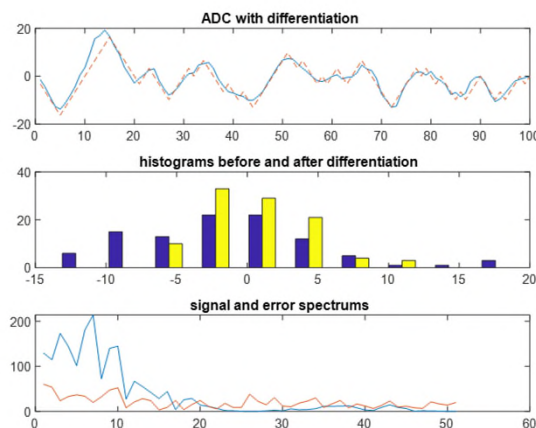 ADC with differentiation
20
0
-20
0 10 20 30 40 50 60 70 80 90 100
histograms before and after differentiation
40
20
0
-15 -10 -5 0 5 10 15 20
signal and error spectrums
200
100
0
0 10 20 30 40 50 60